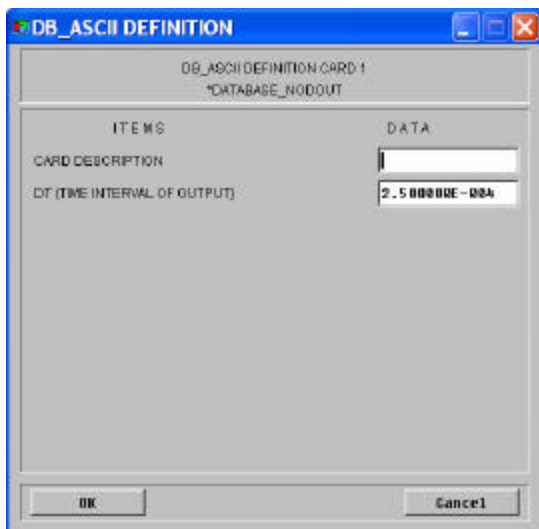 DB_ASCII DEFINITION
DB_ASCII DEFINITION CARD 1
*DATABASE_NODOUT
ITEMS DATA
CARD DESCRIPTION
DT (TIME INTERVAL OF OUTPUT) 2.500000E-004
OK Cancel